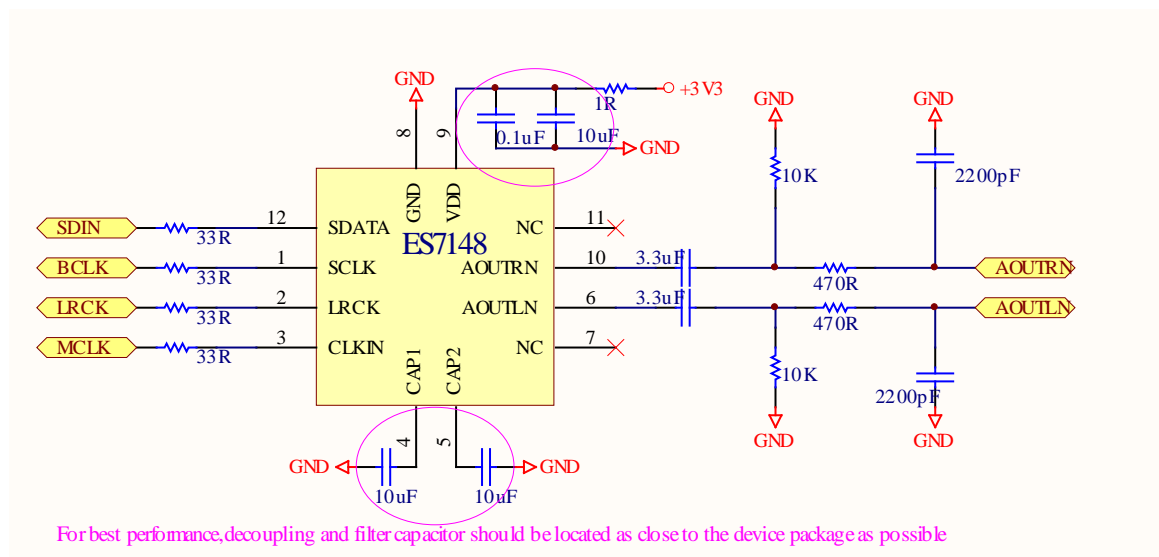 GND
+3V3
1R
0.1uF
10uF
GND
8
9
GND
VDD
GND
10K
GND
2200pF
SDIN
33R
12
SDATA
ES7148
NC
11
BCLK
33R
1
SCLK
AOUTRN
10
3.3uF
470R
AOUTRN
LRCK
33R
2
LRCK
AOUTLN
6
3.3uF
470R
AOUTLN
MCLK
33R
3
CLKIN
NC
7
10K
GND
2200pF
GND
CAP1
CAP2
4
5
GND
10uF
10uF
GND
For best performance,decoupling and filter capacitor should be located as close to the device package as possible